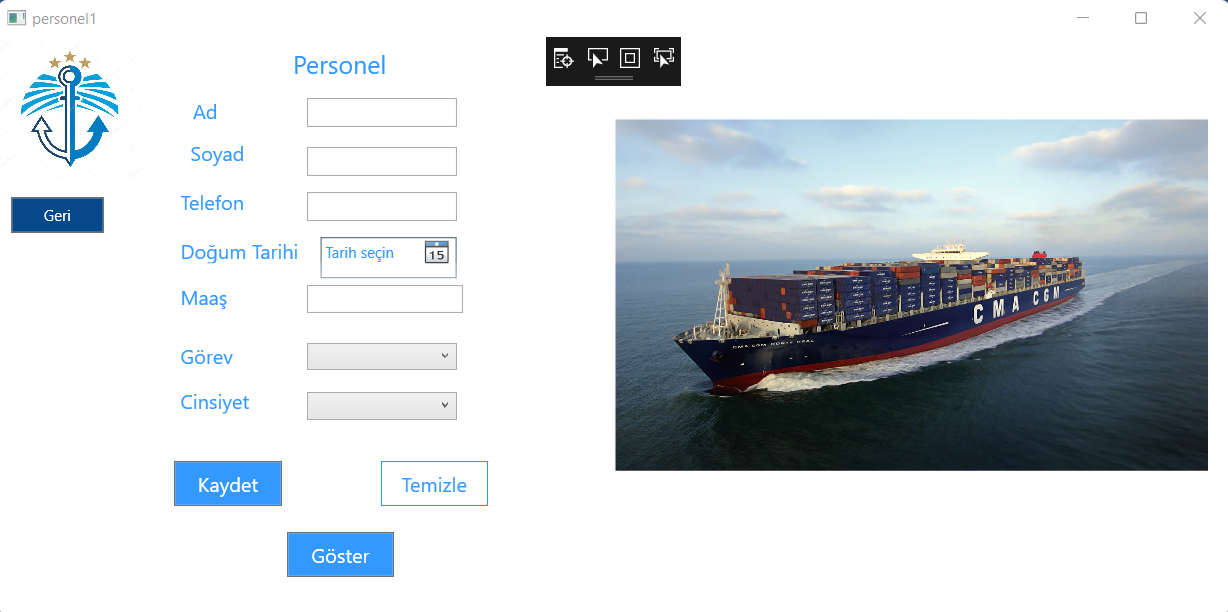 personel1
Personel
Ad
Soyad
Telefon
Doğum Tarihi
Tarih seçin
15
Maaş
Görev
Cinsiyet
Geri
Kaydet
Temizle
Göster
CMA CGM